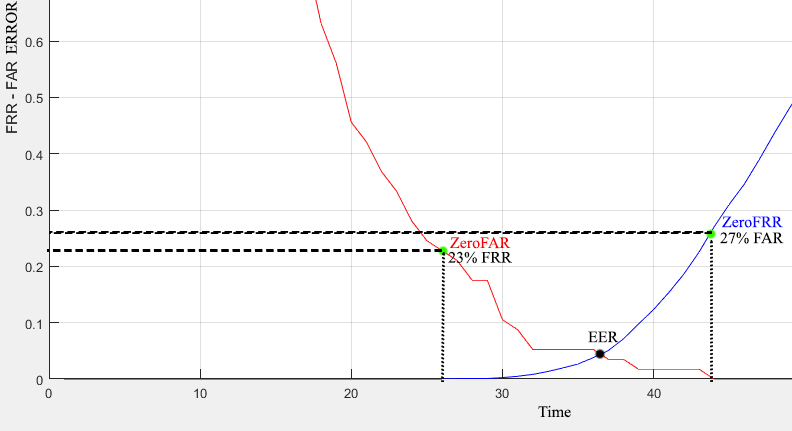 FRR - FAR ERROR
0.6
0.5
0.4
0.3
0.2
0.1
0
ZeroFAR
23% FRR
ZeroFRR
27% FAR
EER
0
10
20
30
40
Time